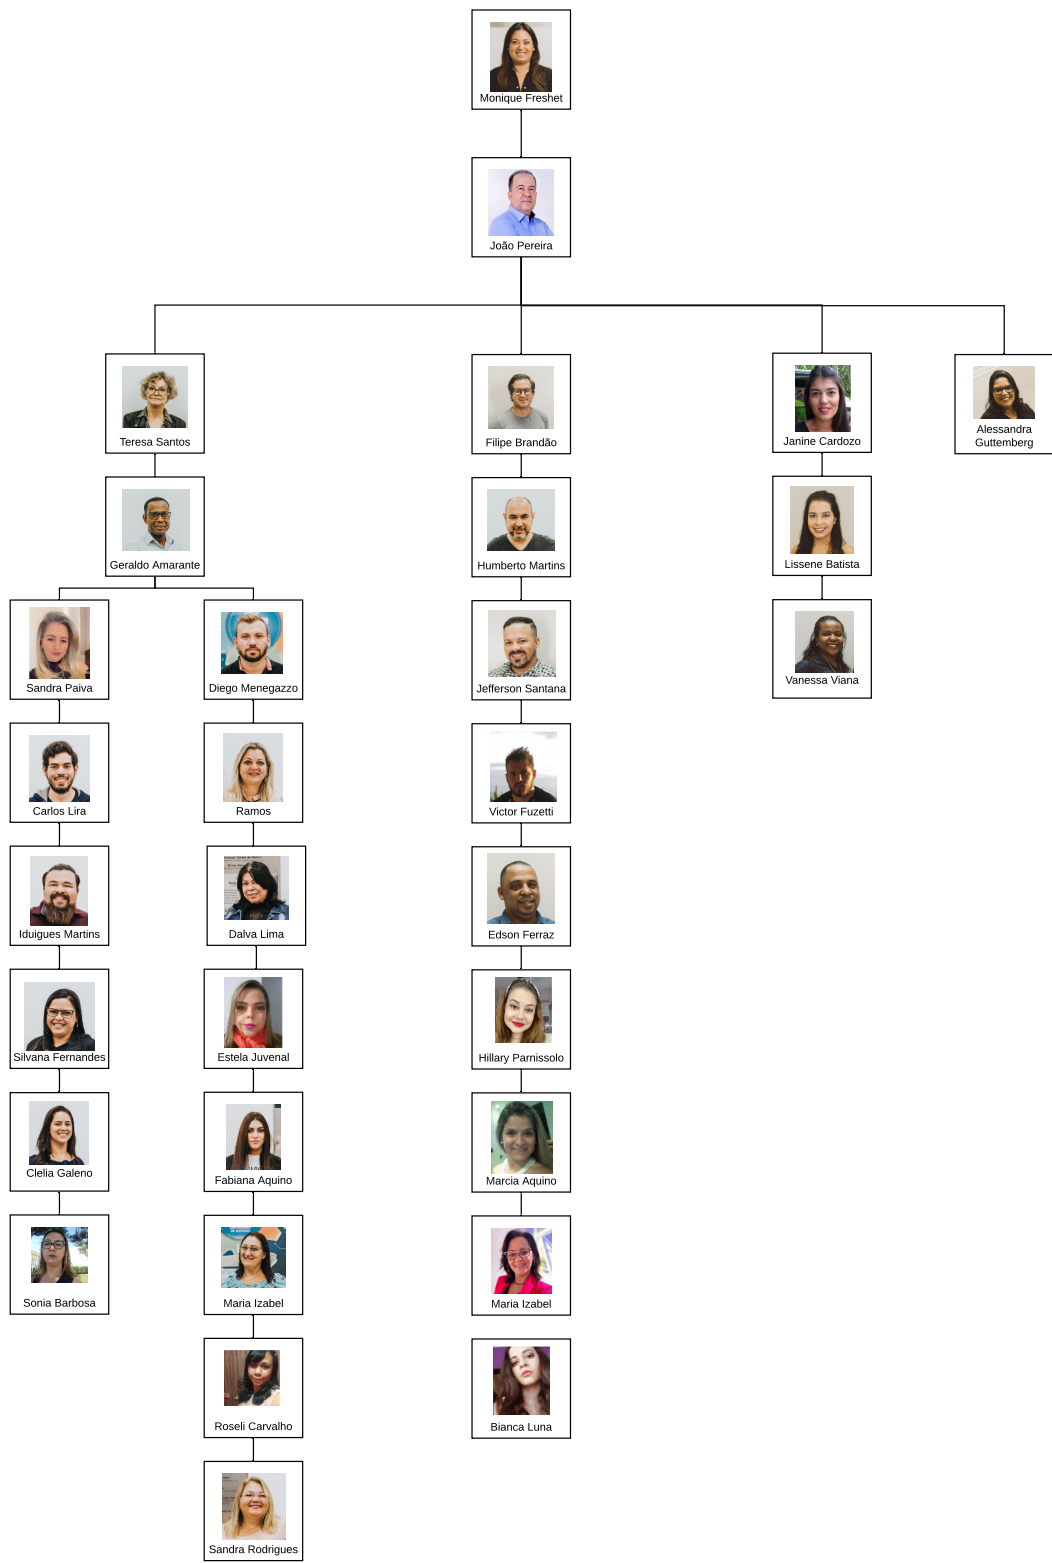 Monique Freshet
João Pereira
Teresa Santos
Filipe Brandão
Janine Cardozo
Alessandra
Guttemberg
Geraldo Amarante
Humberto Martins
Lissene Batista
Sandra Paiva
Diego Menegazzo
Jefferson Santana
Vanessa Viana
Carlos Lira
Ramos
Victor Fuzetti
Iduigues Martins
Dalva Lima
Edson Ferraz
Silvana Fernandes
Estela Juvenal
Hillary Parnissolo
Clelia Galeno
Fabiana Aquino
Marcia Aquino
Sonia Barbosa
Maria Izabel
Maria Izabel
Roseli Carvalho
Bianca Luna
Sandra Rodrigues